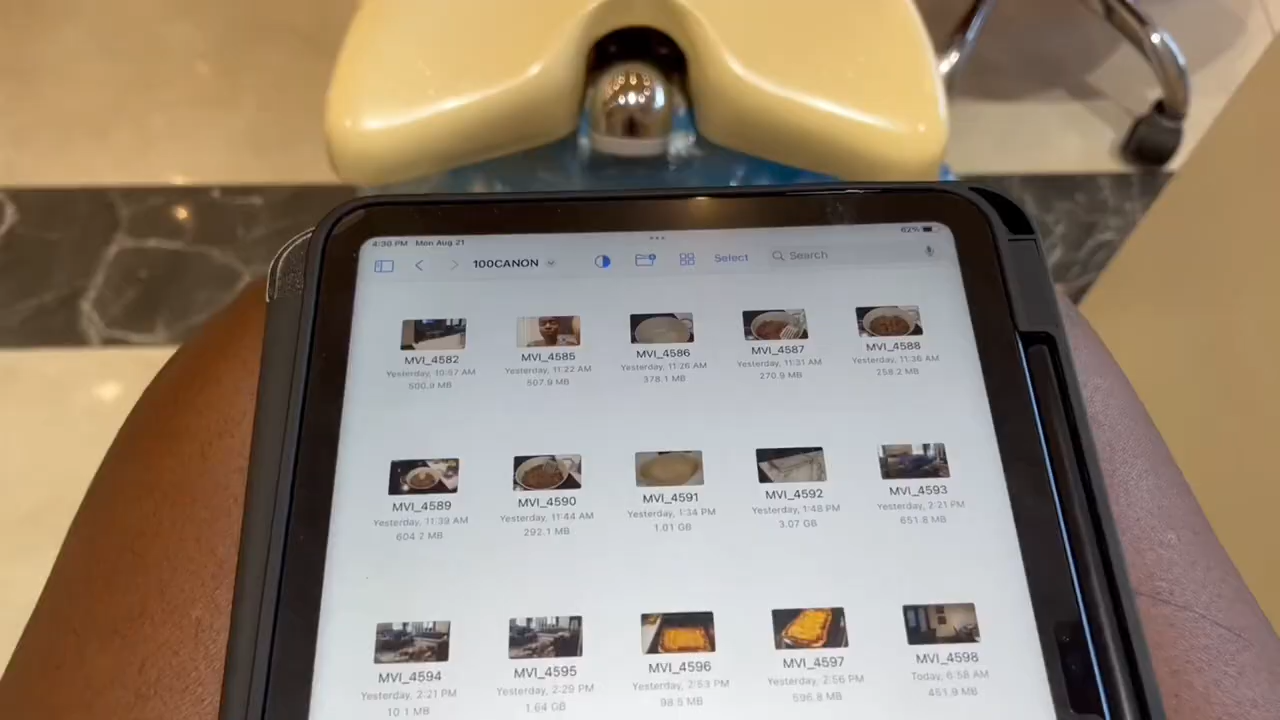 4:30 PM Mon Aug 21
62%
100CANON
Select
Search
MVI_4582
Yesterday, 10:57 AM
500.9 MB
MVI_4585
Yesterday, 11:22 AM
507.9 MB
MVI_4586
Yesterday, 11:26 AM
378.1 MB
MVI_4587
Yesterday, 11:31 AM
270.9 MB
MVI_4588
Yesterday, 11:36 AM
258.2 MB
MVI_4589
Yesterday, 11:39 AM
604.2 MB
MVI_4590
Yesterday, 11:44 AM
292.1 MB
MVI_4591
Yesterday, 1:34 PM
1.01 GB
MVI_4592
Yesterday, 1:48 PM
3.07 GB
MVI_4593
Yesterday, 2:21 PM
651.8 MB
MVI_4594
Yesterday, 2:21 PM
10.1 MB
MVI_4595
Yesterday, 2:29 PM
1.64 GB
MVI_4596
Yesterday, 2:53 PM
98.5 MB
MVI_4597
Yesterday, 2:56 PM
596.8 MB
MVI_4598
Today, 6:58 AM
451.9 MB